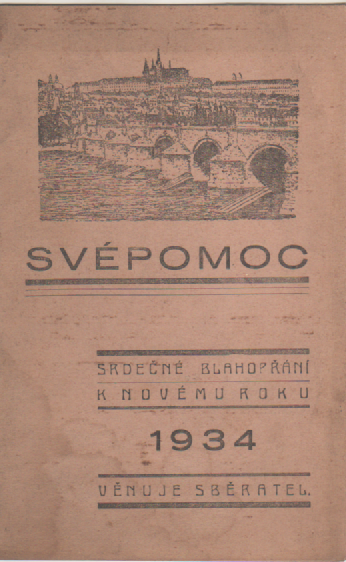 SVÉPOMOC
SRDEČNÉ BLAHOPŘÁNÍ
K NOVÉMU ROKU
1934
VĚNUJE SBĚRATEL.